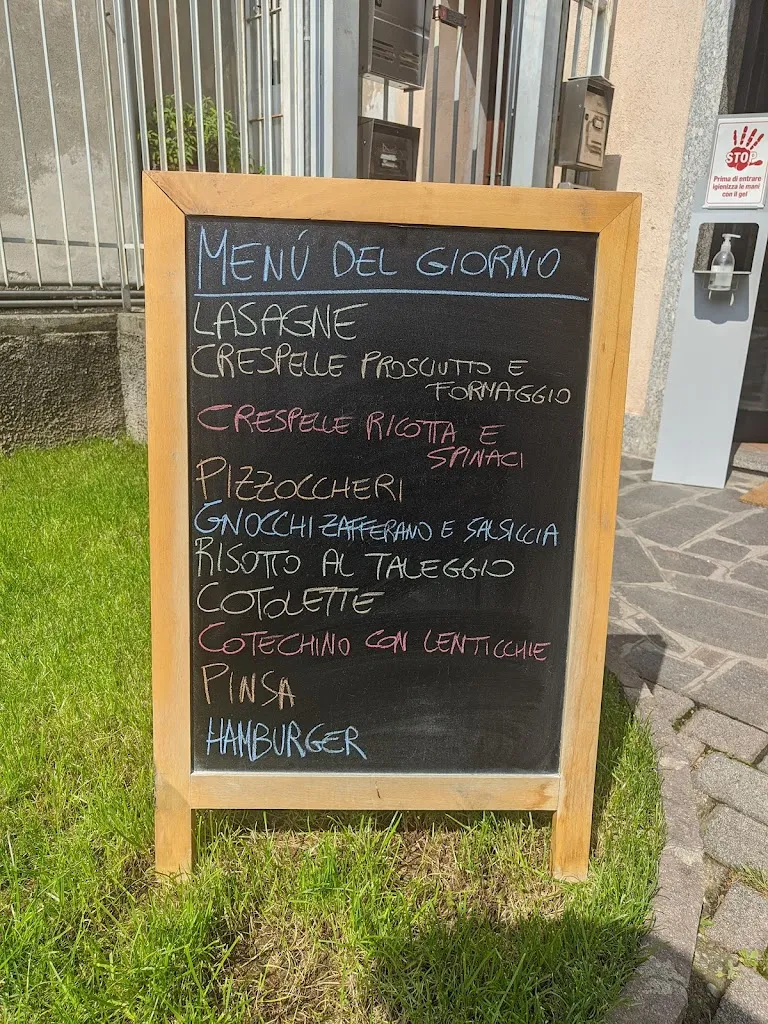 MENÚ DEL GIORNO
LASAGNE
CRESPELLE PROSCIUTTO E
FORMAGGIO
CRESPELLE RICOTTA E
SPINACI
PIZZOCCHERI
GNOCCHI ZAFFERANO E SALSICCIA
RISOTTO AL TALEGGIO
COTOLETTE
COTECHINO CON LENTICCHIE
PINSA
HAMBURGER
STOP
Prima di entrare
igienizza le mani
con il gel